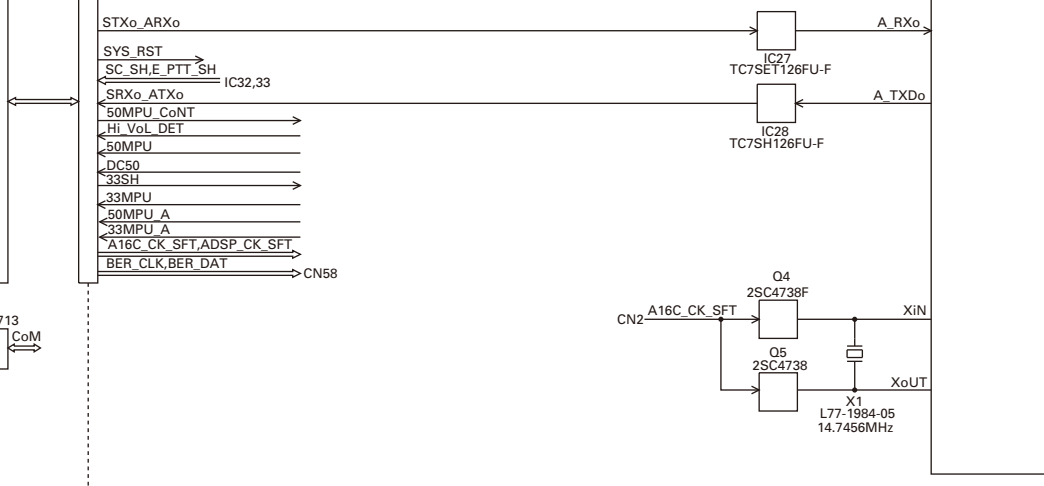 STXo_ARXo
A_RXo
IC27
TC7SET126FU-F
SYS_RST
SC_SH,E_PTT_SH
IC32,33
SRXo_ATXo
A_TXDo
IC28
TC7SH126FU-F
50MPU_CoNT
Hi_VoL_DET
50MPU
DC50
33SH
33MPU
50MPU_A
33MPU_A
A16C_CK_SFT,ADSP_CK_SFT
BER_CLK,BER_DAT
CN58
713
CoM
Q4
2SC4738F
CN2
A16C_CK_SFT
XiN
Q5
2SC4738
XoUT
X1
L77-1984-05
14.7456MHz